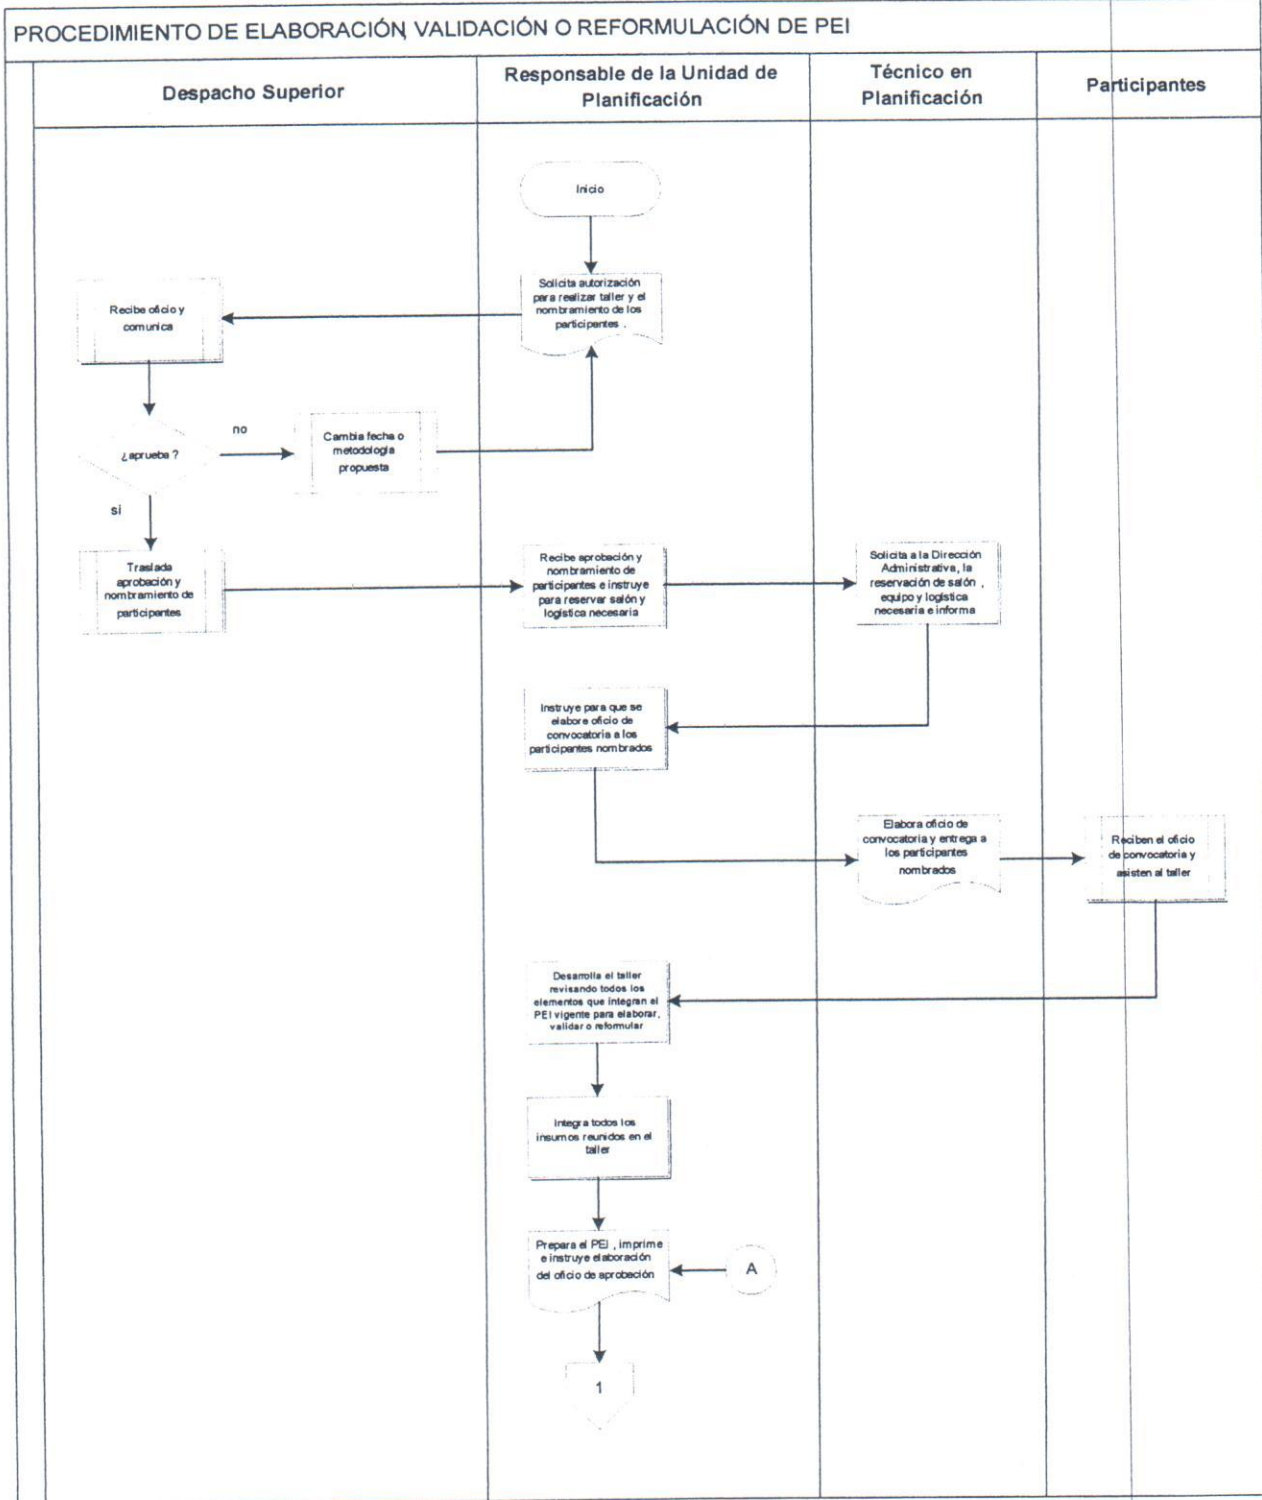 PROCEDIMIENTO DE ELABORACIÓN, VALIDACIÓN O REFORMULACIÓN DE PEI
Despacho Superior
Responsable de la Unidad de
Planificación
Técnico en
Planificación
Participantes
Inicio
Solicita autorización
para realizar taller y el
nombramiento de los
participantes .
Recibe oficio y
comunica
¿aprueba ?
no
Cambia fecha o
metodología
propuesta
si
Traslada
aprobación y
nombramiento de
participantes
Recibe aprobación y
nombramiento de
participantes e instruye
para reservar salón y
logística necesaria
Solicita a la Dirección
Administrativa, la
reservación de salón ,
equipo y logística
necesaria e informa
Instruye para que se
elabore oficio de
convocatoria a los
participantes nombrados
Elabora oficio de
convocatoria y entrega a
los participantes
nombrados
Reciben el oficio
de convocatoria y
asisten al taller
Desarrolla el taller
revisando todos los
elementos que integran el
PEI vigente para elaborar,
validar o reformular
Integra todos los
insumos reunidos en el
taller
Prepara el PEI , imprime
e instruye elaboración
del oficio de aprobación
A
1